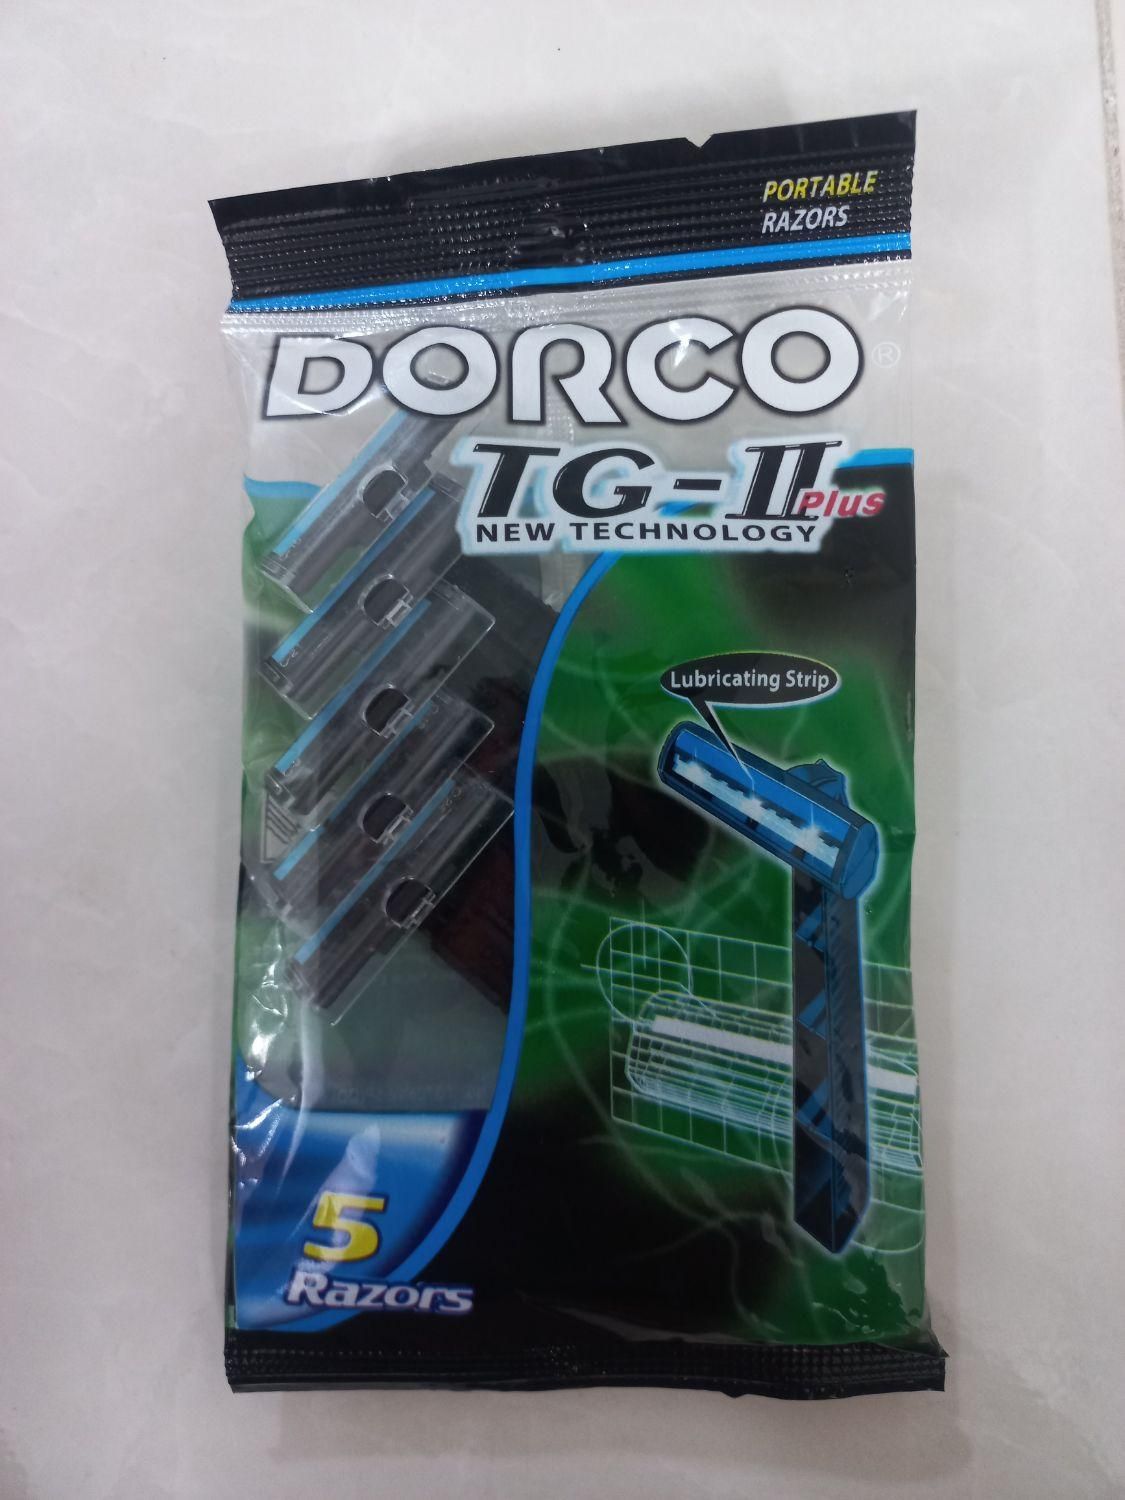 PORTABLE
RAZORS
DORCO®
TG-II Plus
NEW TECHNOLOGY
Lubricating Strip
5
Razors